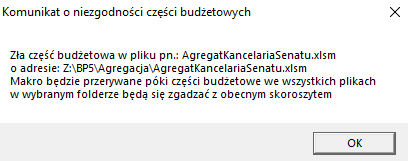 Komunikat o niezgodności części budżetowych
Zła część budżetowa w pliku pn.: AgregatKancelariaSenatu.xlsm
o adresie: Z:\BP5\Agregacja\AgregatKancelariaSenatu.xlsm
Makro będzie przerywane póki części budżetowe we wszystkich plikach
w wybranym folderze będą się zgadzać z obecnym skoroszytem
OK